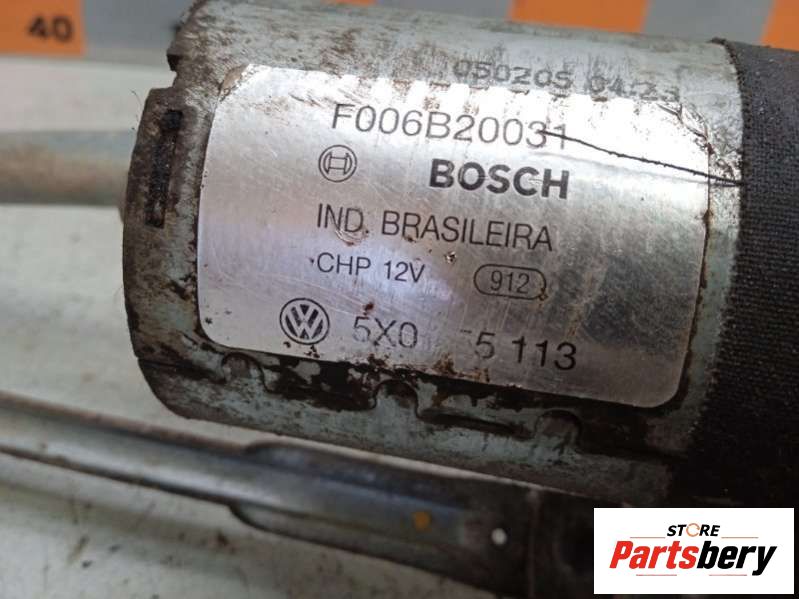 40
050205 04:23
F006B20031
BOSCH
IND. BRASILEIRA
CHP 12V 912
5X0 5 113
STORE
Partsbery